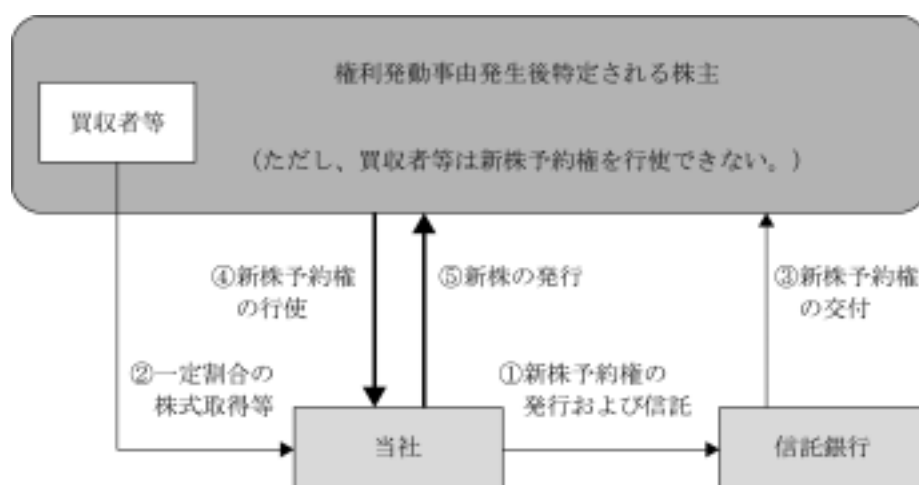 権利発動事由発生後特定される株主
買収者等
(ただし、買収者等は新株予約権を行使できない。)
④新株予約権
の行使
⑤新株の発行
③新株予約権
の交付
②一定割合の
株式取得等
①新株予約権の
発行および信託
当社
信託銀行